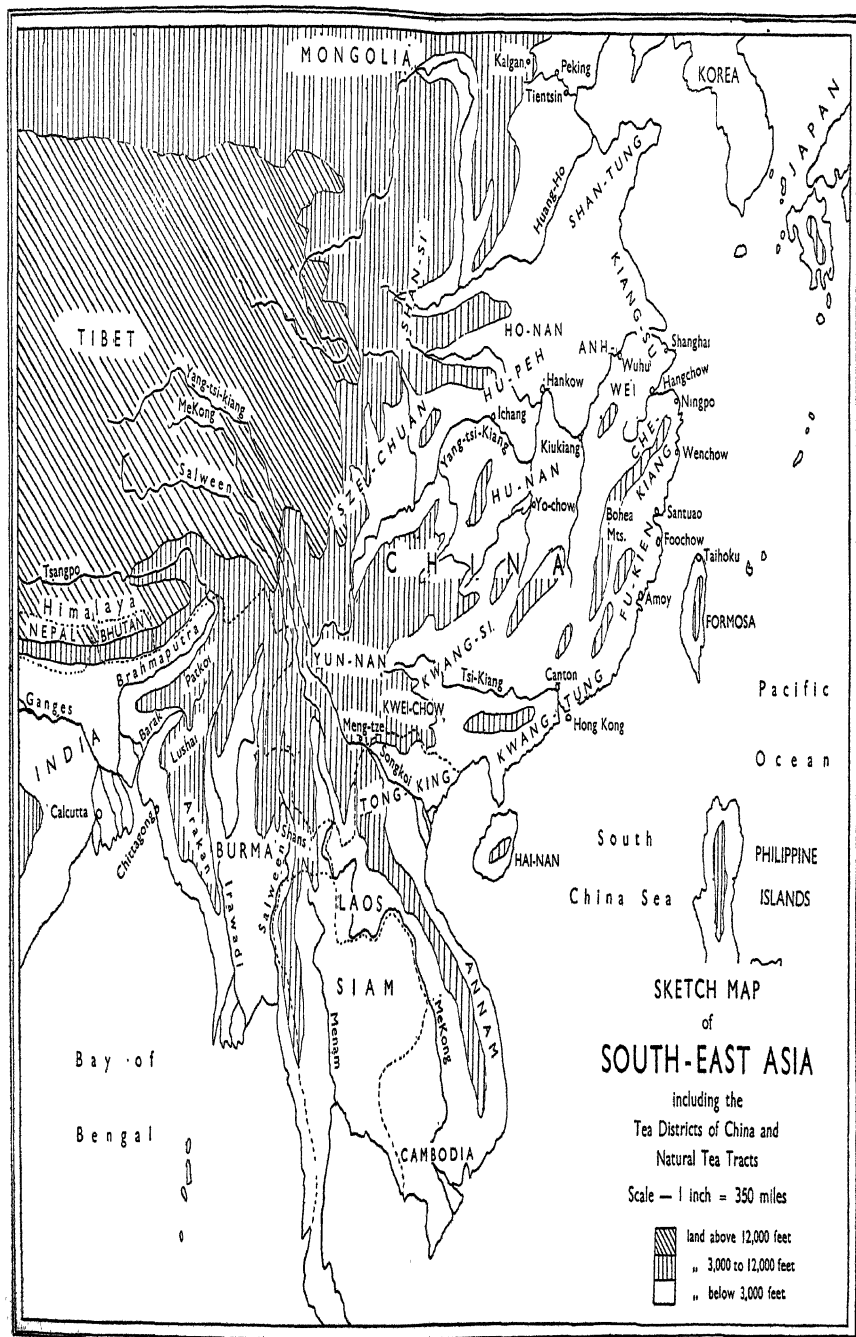 MONGOLIA
Kalgan
Peking
Tientsin
KOREA
JAPAN
Huang-Ho
SHAN-TUNG
SHAN-SI
KIANG-SU
TIBET
HO-NAN
ANH-WEI
Wuhu
Shanghai
HU-PEH
Hankow
Hangchow
Ningpo
Yang-tsi-kiang
MeKong
Salween
SZE-CHUAN
Ichang
Yang-tsi-Kiang
Kiukiang
CHE-KIANG
Wenchow
HU-NAN
Yo-chow
Bohea
Mts.
Santuao
Foochow
CHINA
Taihoku
Tsangpo
Himalaya
NEPAL
BHUTAN
FU-KIEN
Amoy
FORMOSA
Brahmaputra
Patkoi
YUN-NAN
KWANG-SI
Tsi-Kiang
Canton
Pacific
Ocean
Ganges
Barak
Lushai
KWEI-CHOW
Meng-tze
KWANG-TUNG
Hong Kong
INDIA
Songkoi
TONG-KING
Calcutta
Chittagong
Arakan
BURMA
Shans
HAI-NAN
South
China Sea
PHILIPPINE
ISLANDS
Irawadi
Salween
LAOS
SIAM
ANNAM
MeKong
Menam
Bay of
Bengal
CAMBODIA
SKETCH MAP
of
SOUTH-EAST ASIA
including the
Tea Districts of China and
Natural Tea Tracts
Scale — 1 inch = 350 miles
land above 12,000 feet
„ 3,000 to 12,000 feet
„ below 3,000 feet